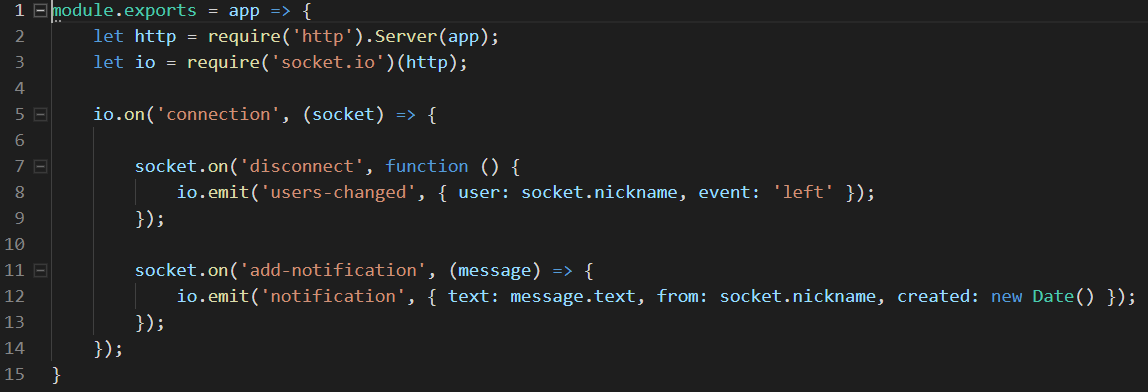 1 module.exports = app => {
2 let http = require('http').Server(app);
3 let io = require('socket.io')(http);
4
5 io.on('connection', (socket) => {
6
7 socket.on('disconnect', function () {
8 io.emit('users-changed', { user: socket.nickname, event: 'left' });
9 });
10
11 socket.on('add-notification', (message) => {
12 io.emit('notification', { text: message.text, from: socket.nickname, created: new Date() });
13 });
14 });
15 }